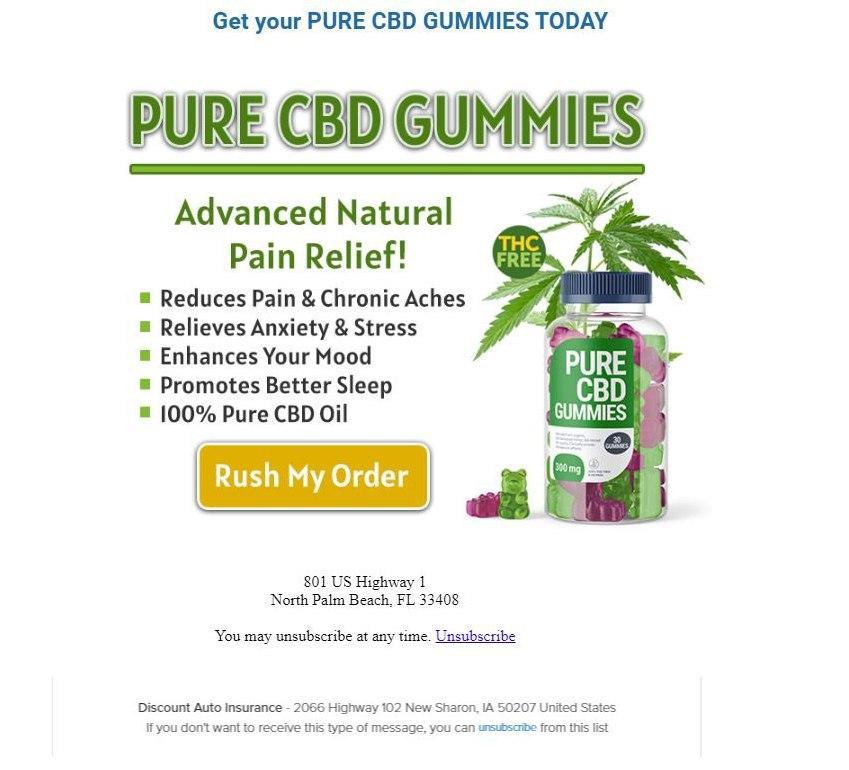 Get your PURE CBD GUMMIES TODAY
PURE CBD GUMMIES
Advanced Natural
Pain Relief!
Reduces Pain & Chronic Aches
Relieves Anxiety & Stress
Enhances Your Mood
Promotes Better Sleep
100% Pure CBD Oil
Rush My Order
THC
FREE
PURE
CBD
GUMMIES
30
GUMMIES
300 mg
801 US Highway 1
North Palm Beach, FL 33408
You may unsubscribe at any time. Unsubscribe
Discount Auto Insurance - 2066 Highway 102 New Sharon, IA 50207 United States
If you don't want to receive this type of message, you can unsubscribe from this list